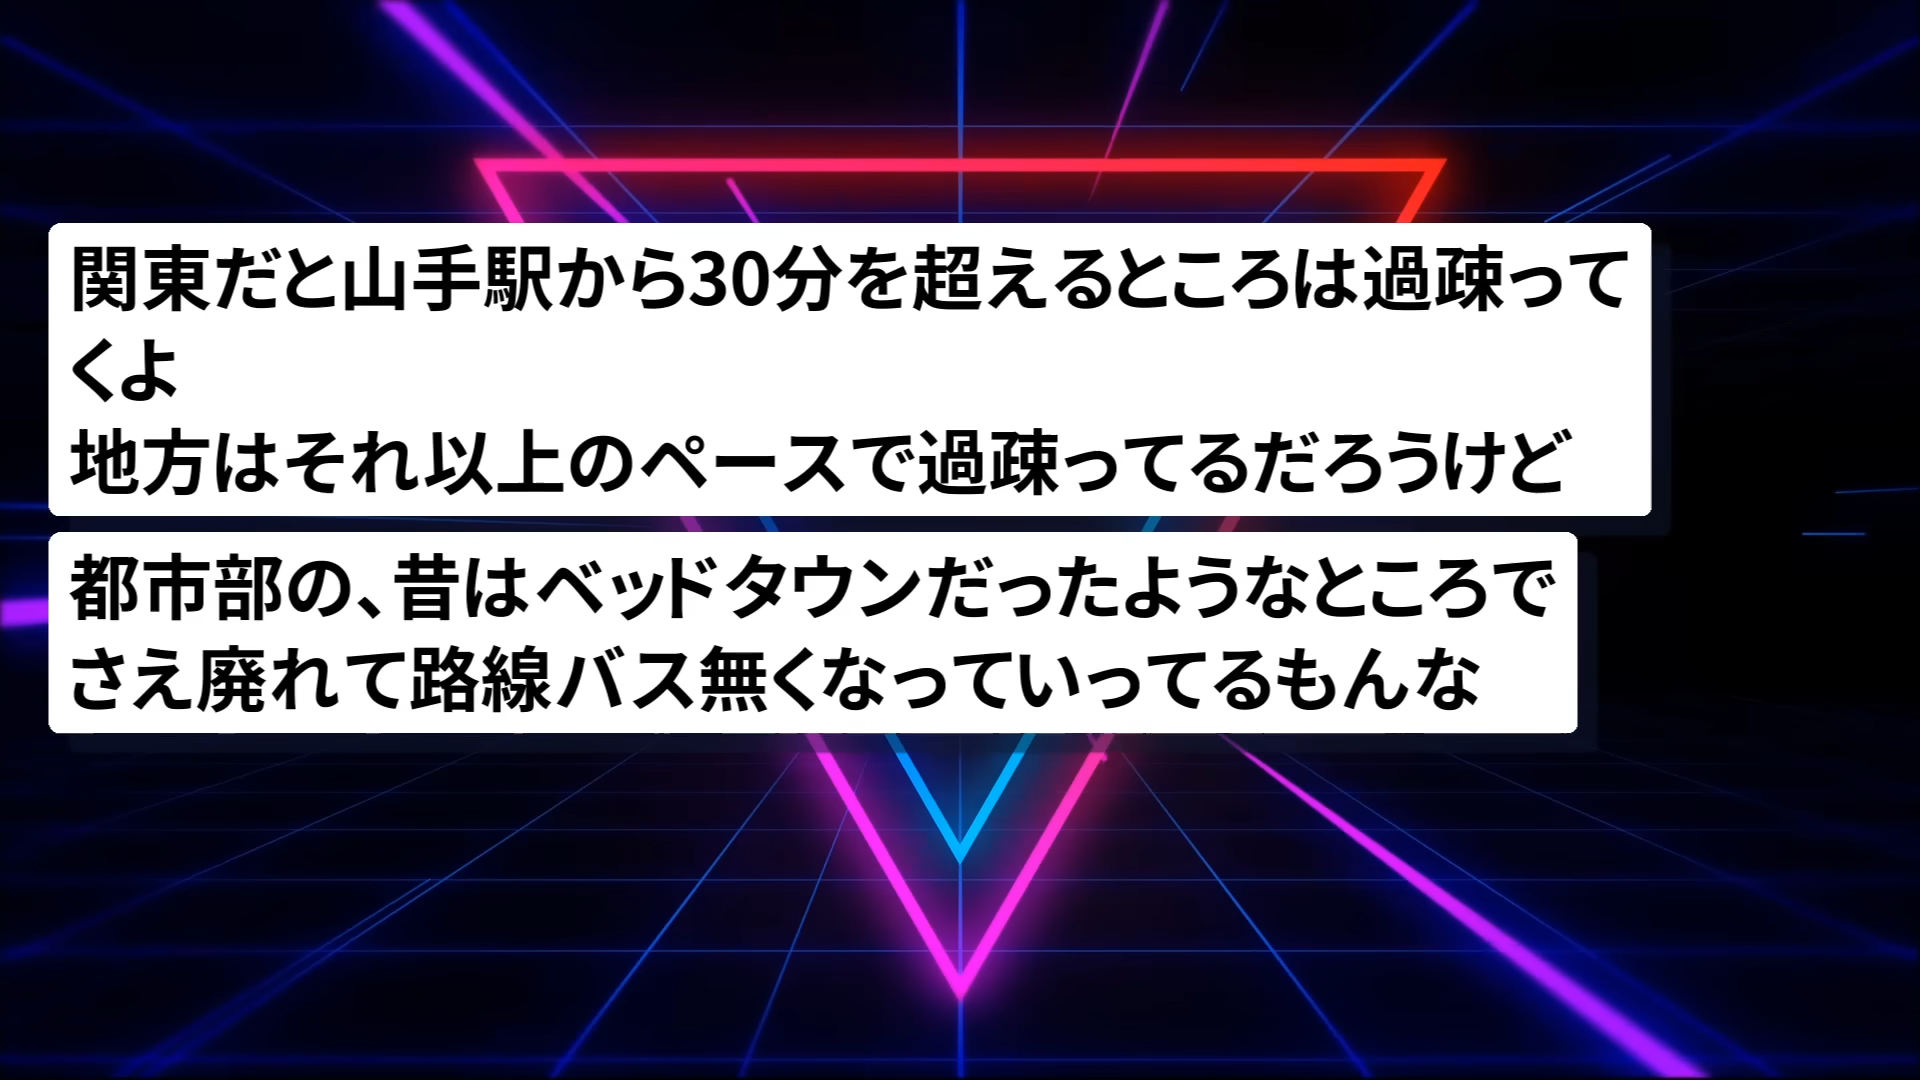 関東だと山手駅から30分を超えるところは過疎って
くよ
地方はそれ以上のペースで過疎ってるだろうけど
都市部の、昔はベッドタウンだったようなところで
さえ廃れて路線バス無くなっていってるもんな